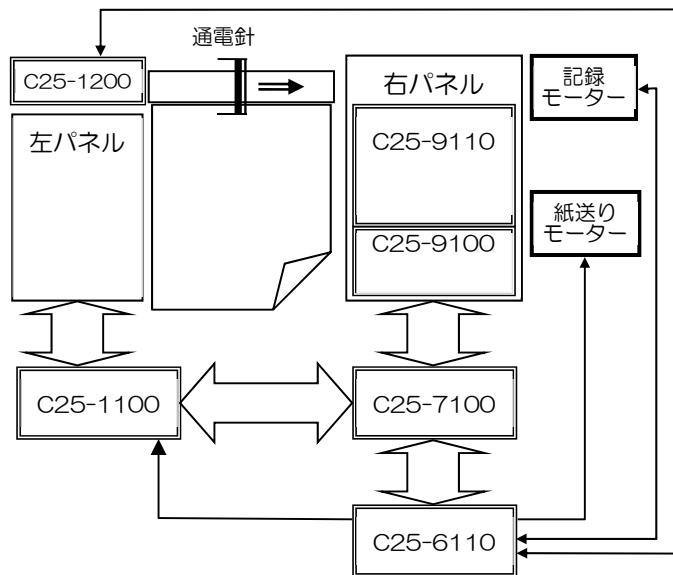 通電針
C25-1200
右パネル
記録
モーター
左パネル
C25-9110
紙送り
モーター
C25-9100
C25-1100
C25-7100
C25-6110